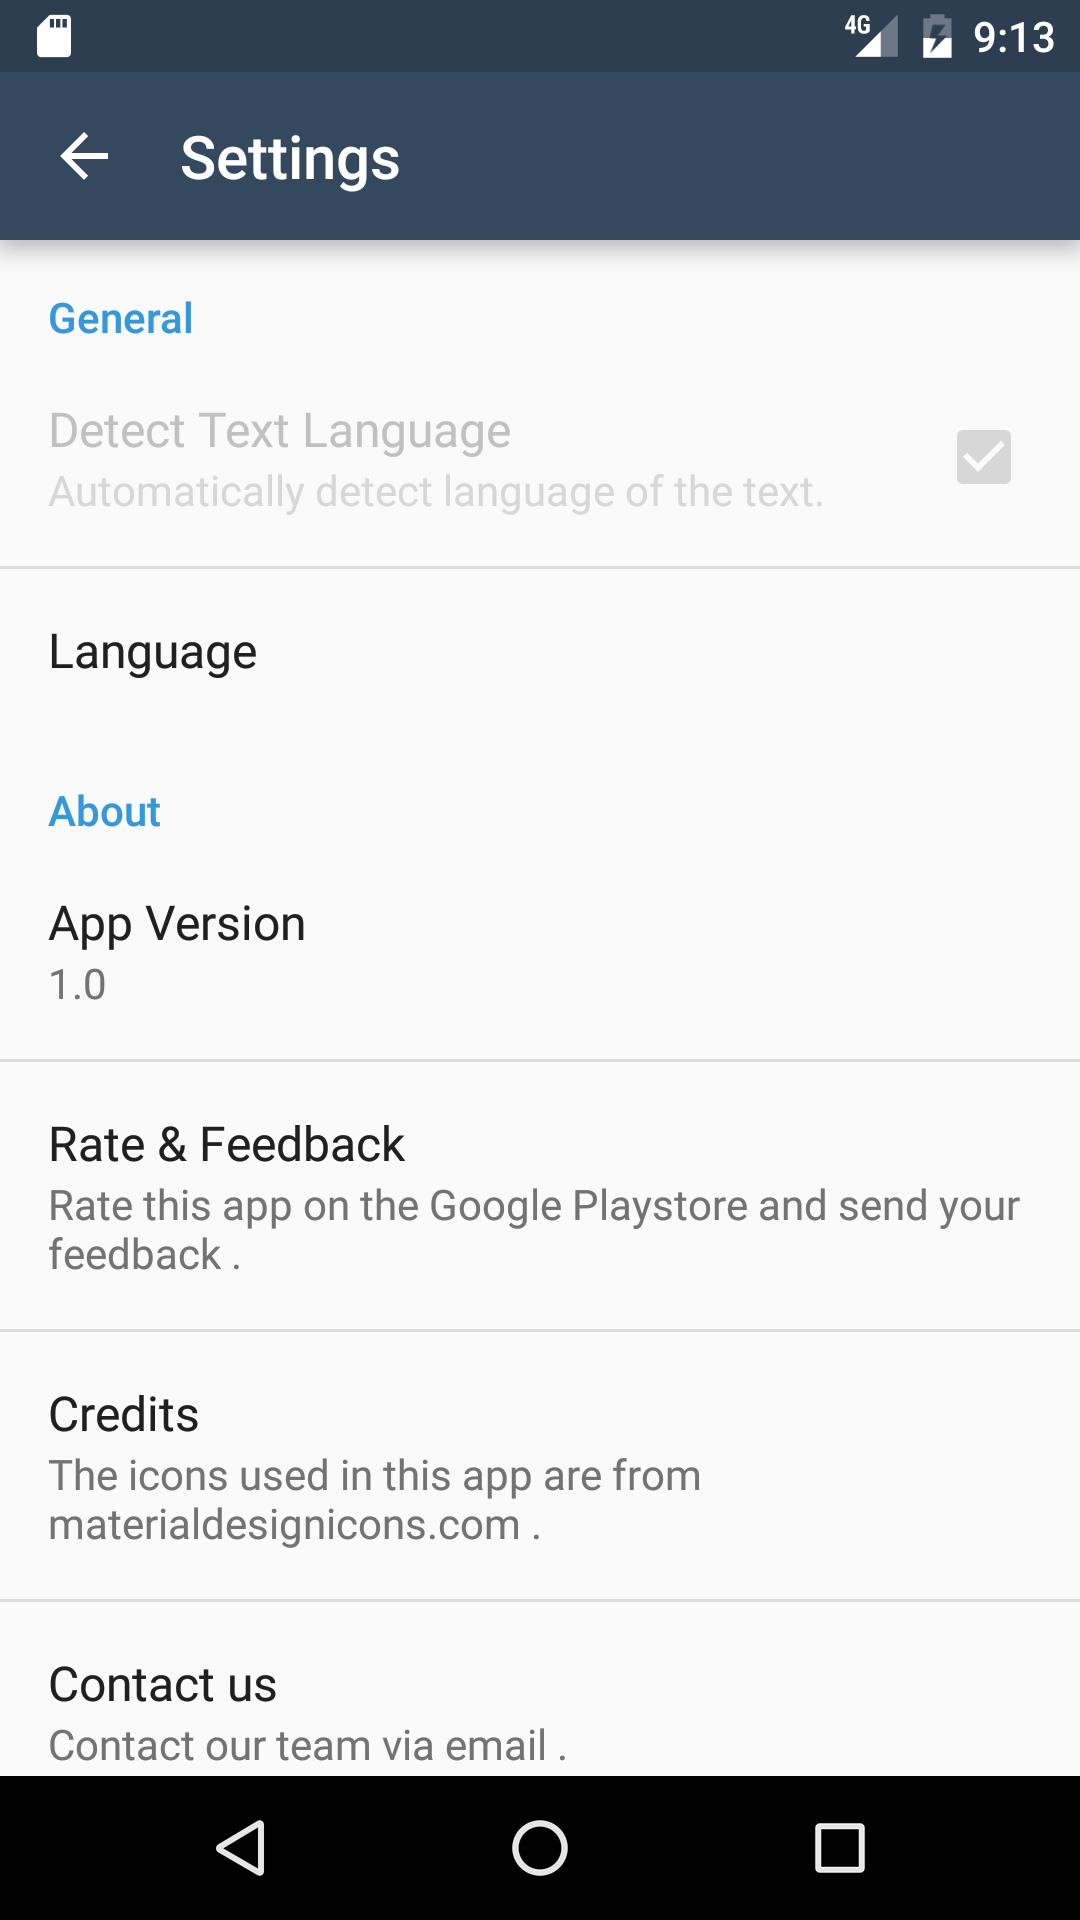 4G 9:13
Settings
General
Detect Text Language
Automatically detect language of the text.
Language
About
App Version
1.0
Rate & Feedback
Rate this app on the Google Playstore and send your
feedback .
Credits
The icons used in this app are from
materialdesignicons.com .
Contact us
Contact our team via email .